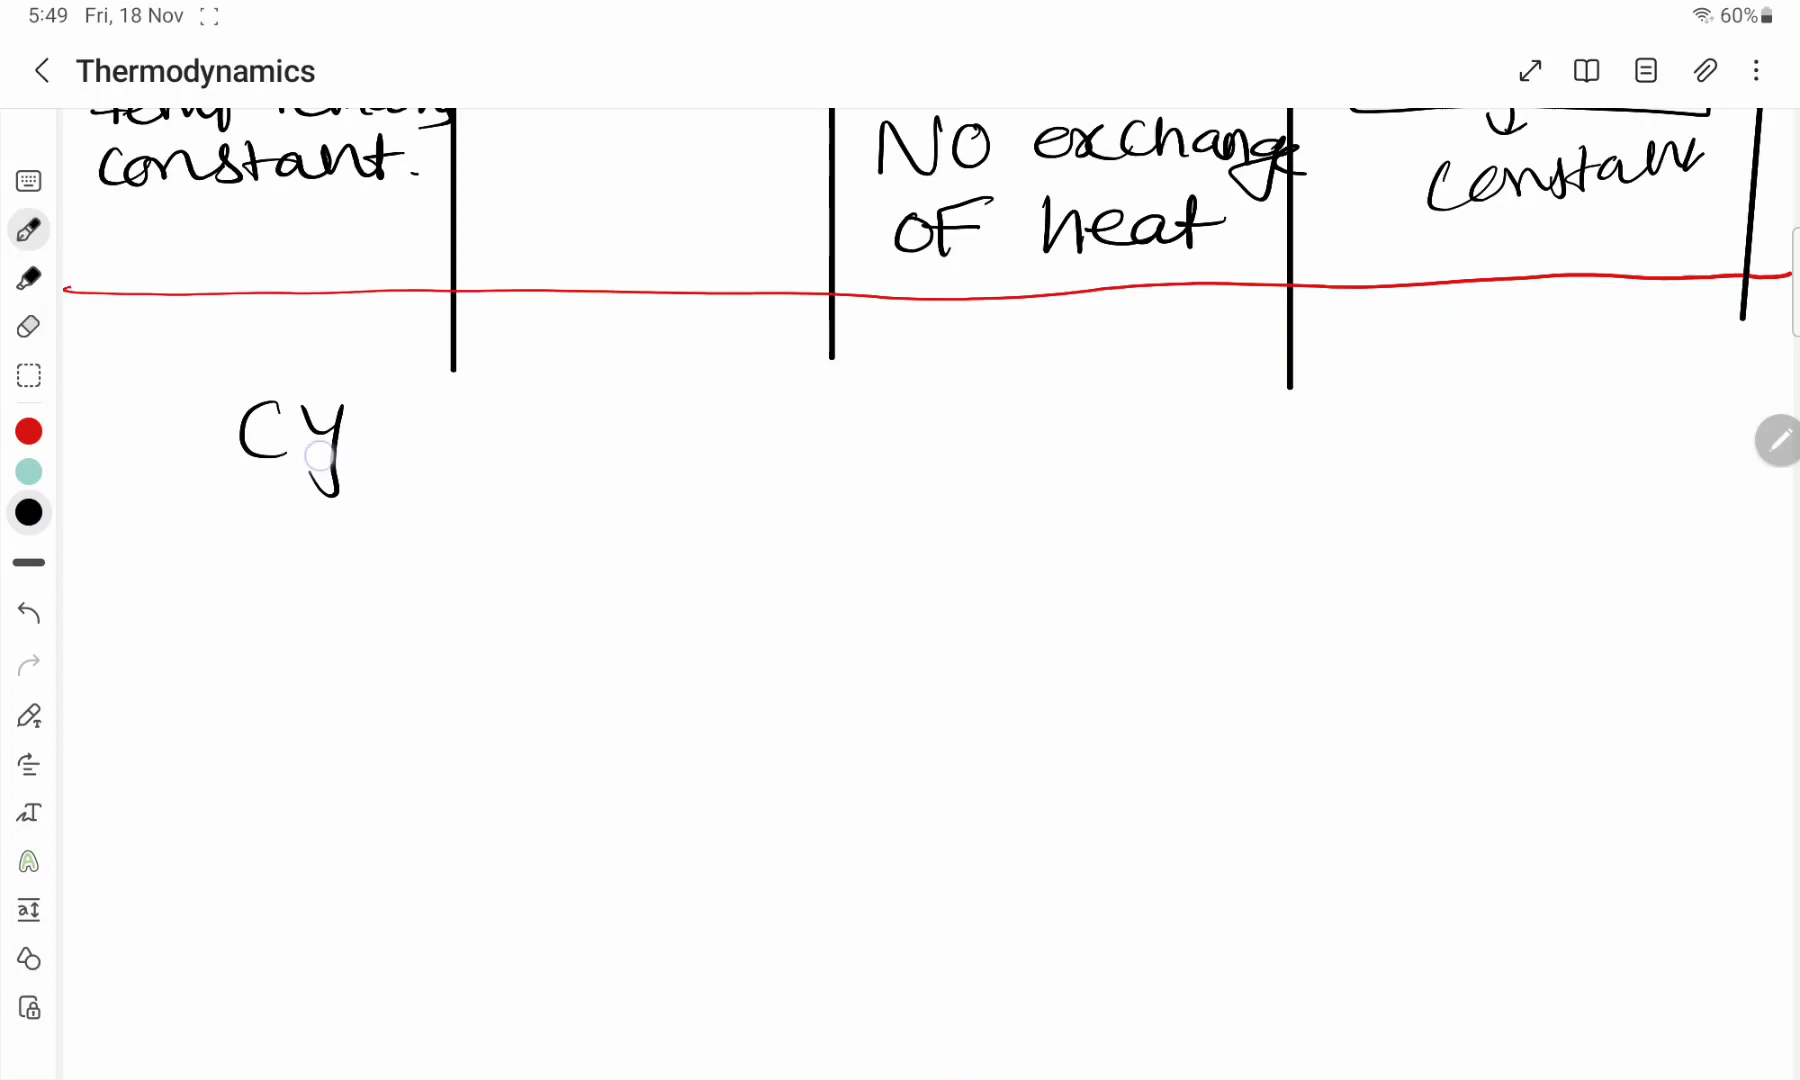 5:49 Fri, 18 Nov 60%
Thermodynamics
constant.
NO exchange
OF heat
constant
Cy